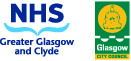 NHS
Greater Glasgow
and Clyde
Glasgow
CITY COUNCIL